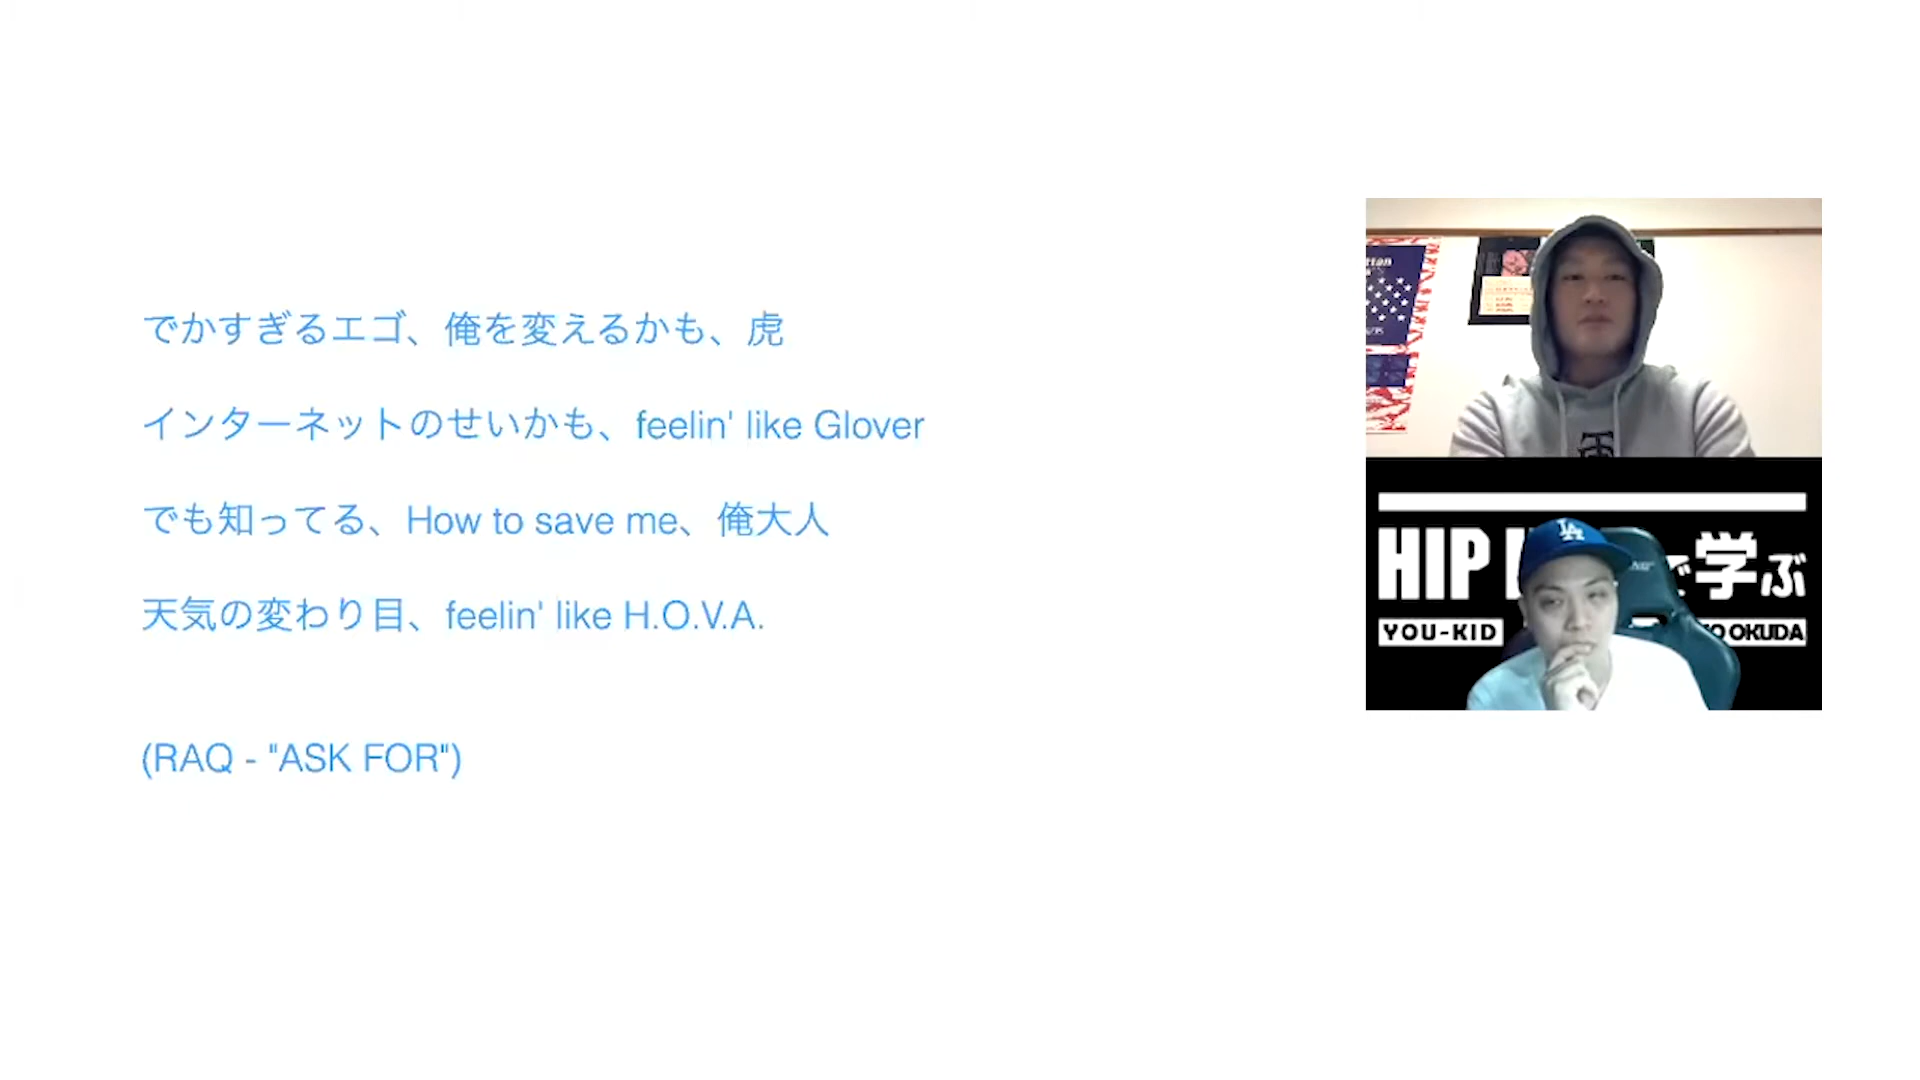 でかすぎるエゴ、俺を変えるかも、虎
インターネットのせいかも、feelin' like Glover
でも知ってる、How to save me、俺大人
天気の変わり目、feelin' like H.O.V.A.
(RAQ - "ASK FOR")
HIP
で学ぶ
YOU-KID
OKUDA
LA